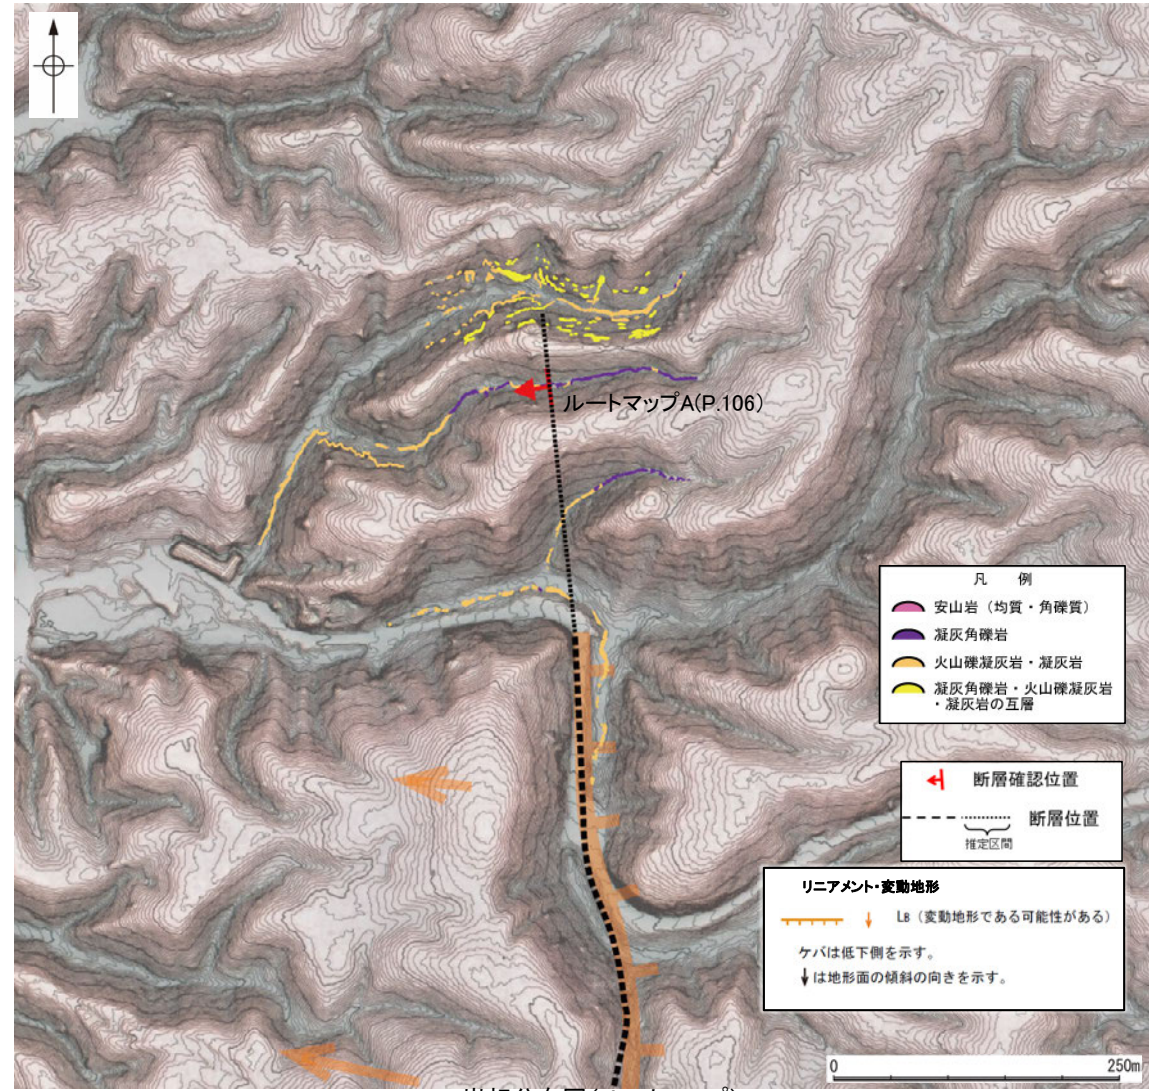 ルートマップA(P.106)
凡 例
安山岩（均質・角礫質）
凝灰角礫岩
火山礫凝灰岩・凝灰岩
凝灰角礫岩・火山礫凝灰岩
・凝灰岩の互層
断層確認位置
断層位置
推定区間
リニアメント・変動地形
LB（変動地形である可能性がある）
ケバは低下側を示す。
↓は地形面の傾斜の向きを示す。
0 250m